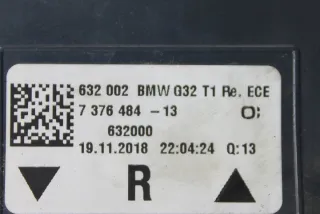 632 002 BMW G32 T1 Re. ECE
7 376 484 -13
632000
19.11.2018 22:04:24 Q:13
R